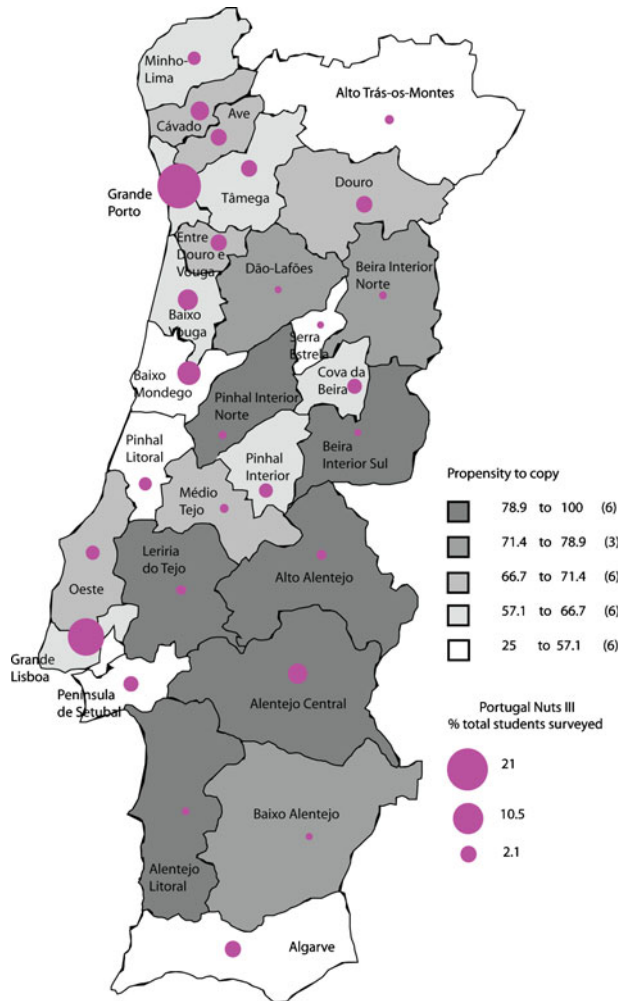 Minho-
Lima
Alto Trás-os-Montes
Ave
Cávado
Douro
Tâmega
Grande
Porto
Entre
Douro e
Vouga
Dão-Lafões
Beira Interior
Norte
Baixo
Vouga
Serra
Estrela
Cova da
Beira
Baixo
Mondego
Pinhal Interior
Norte
Pinhal
Litoral
Pinhal
Interior
Beira
Interior Sul
Médio
Tejo
Leriria
do Tejo
Alto Alentejo
Oeste
Grande
Lisboa
Península
de Setubal
Alentejo Central
Baixo Alentejo
Alentejo
Litoral
Algarve
Propensity to copy
78.9 to 100 (6)
71.4 to 78.9 (3)
66.7 to 71.4 (6)
57.1 to 66.7 (6)
25 to 57.1 (6)
Portugal Nuts III
% total students surveyed
21
10.5
2.1